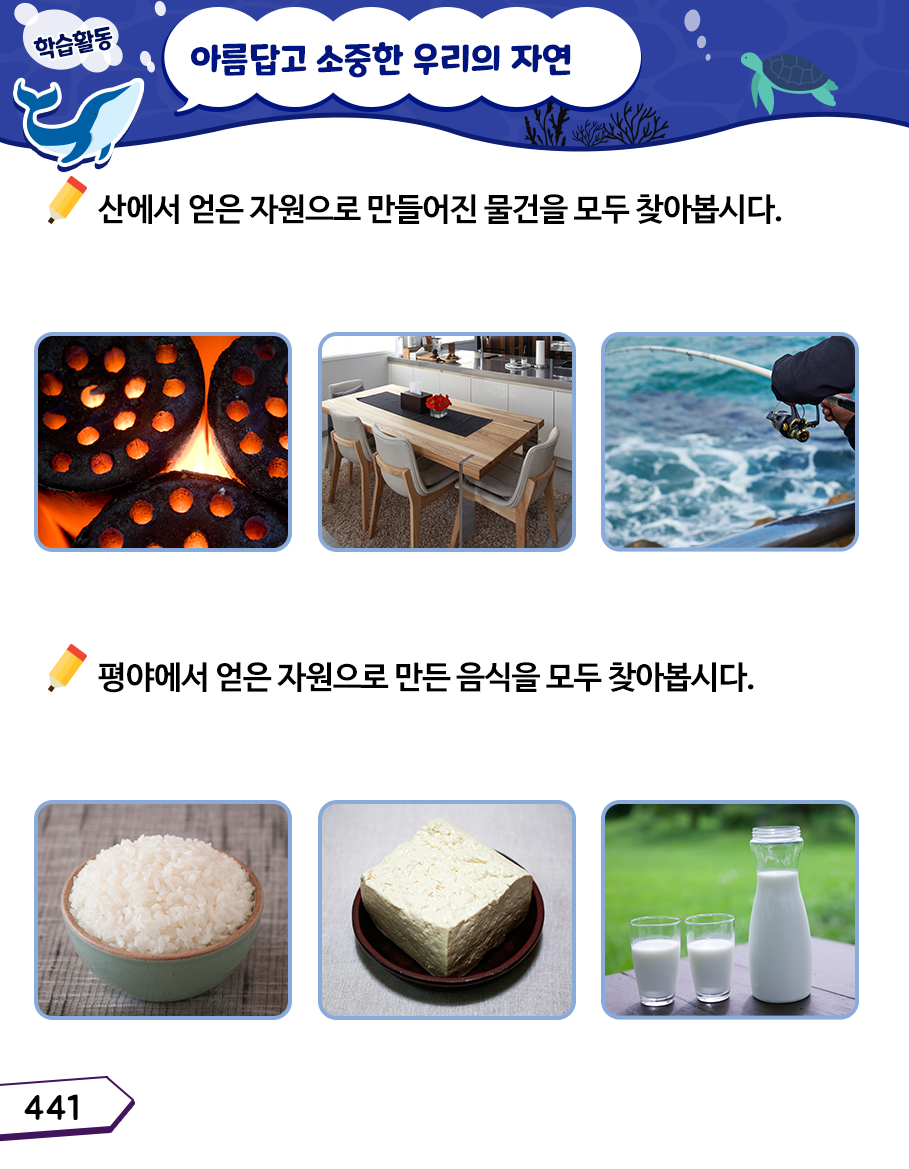 학습활동
아름답고 소중한 우리의 자연
산에서 얻은 자원으로 만들어진 물건을 모두 찾아봅시다.
평야에서 얻은 자원으로 만든 음식을 모두 찾아봅시다.
441